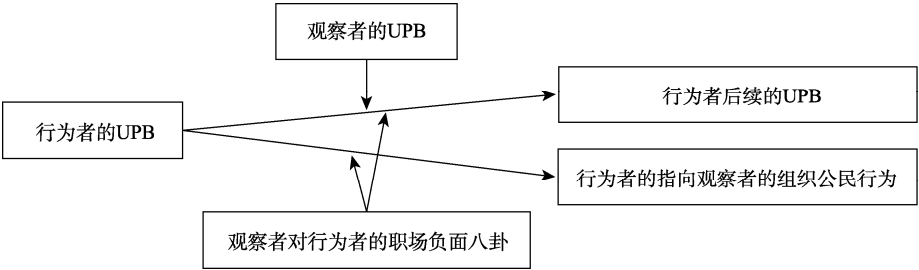 观察者的UPB
行为者后续的UPB
行为者的UPB
行为者的指向观察者的组织公民行为
观察者对行为者的职场负面八卦